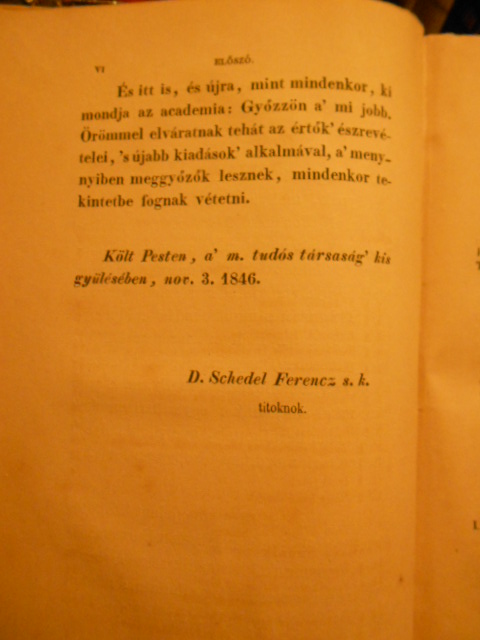 VI
ELŐSZÓ.
És itt is, és újra, mint mindenkor, ki
mondja az academia: Győzzön a' mi jobb.
Örömmel elváratnak tehát az értők' észrevé-
telei, 's újabb kiadások' alkalmával, a' meny-
nyiben meggyőzők lesznek, mindenkor te-
kintetbe fognak vétetni.
Költ Pesten, a' m. tudós társaság' kis
gyülésében, nov. 3. 1846.
D. Schedel Ferencz s. k.
titoknok.